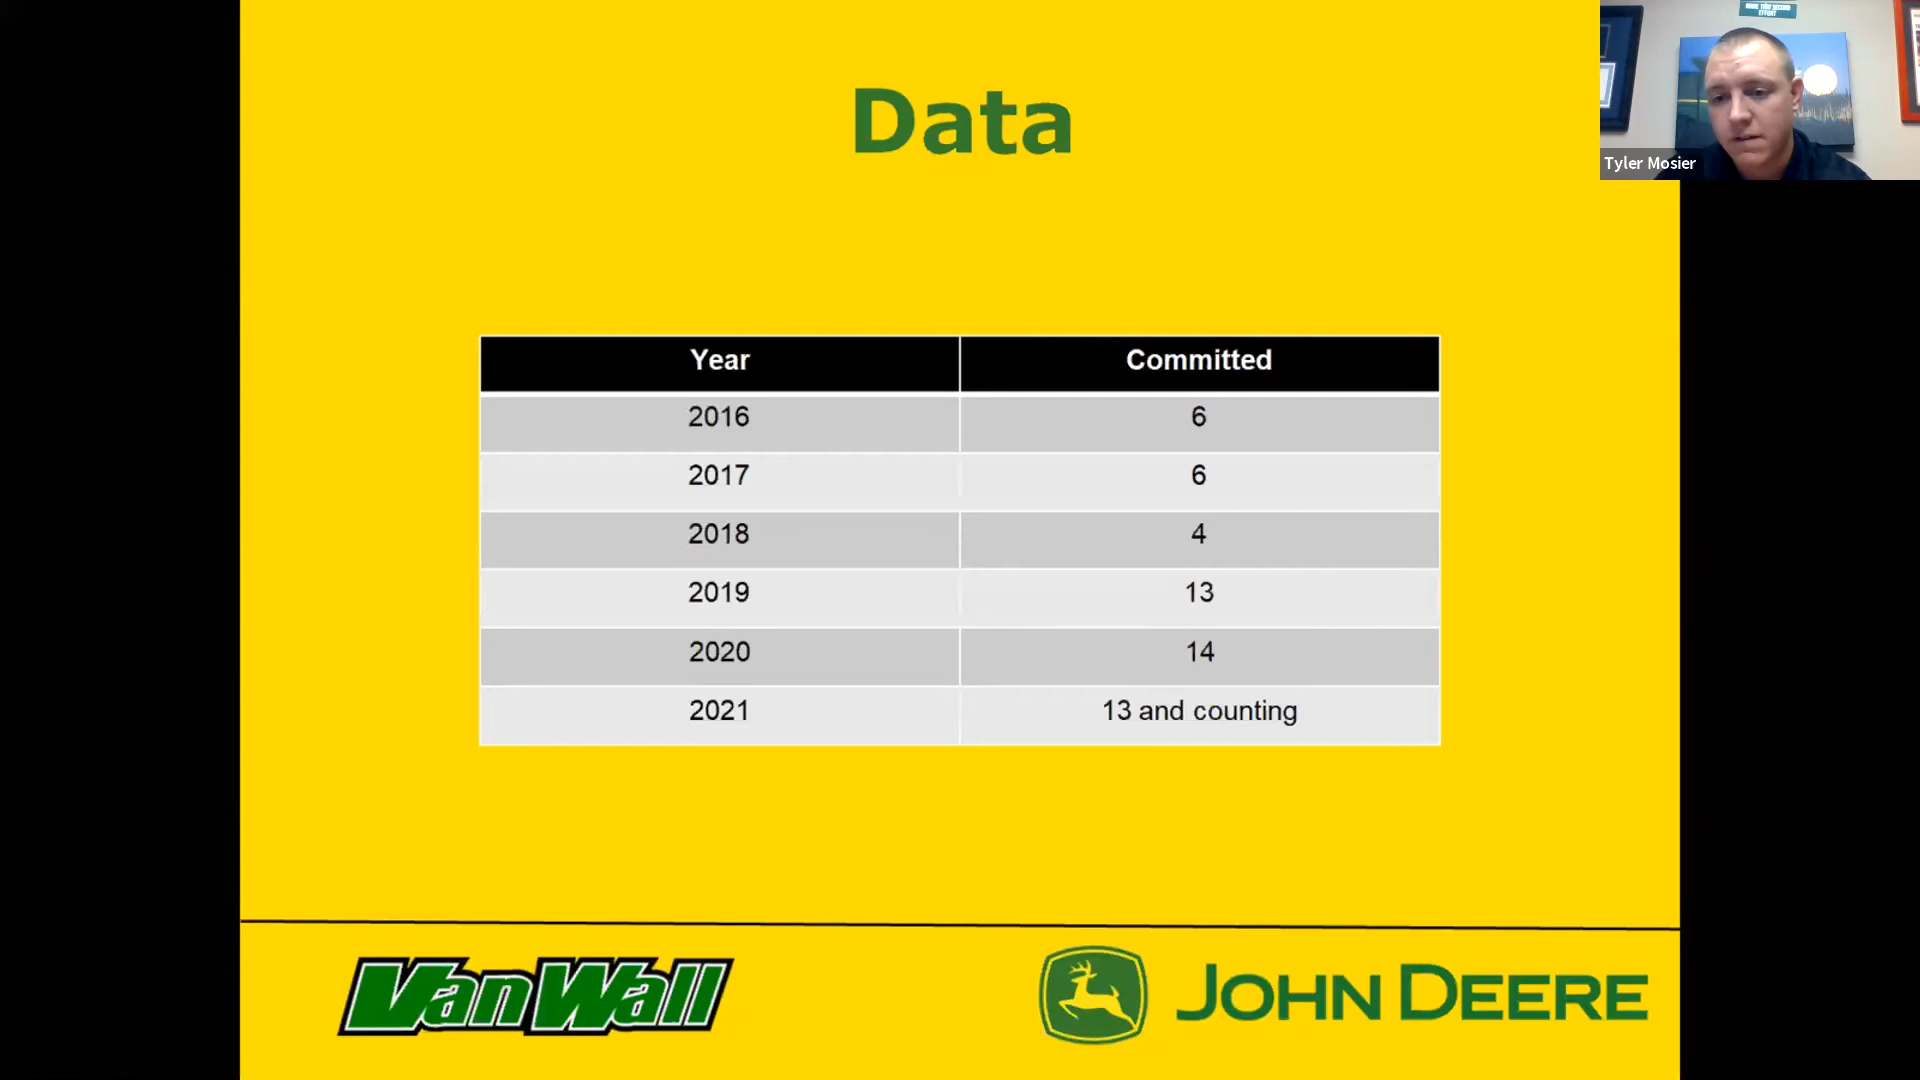 Data
Year Committed
2016 6
2017 6
2018 4
2019 13
2020 14
2021 13 and counting
VanWall
JOHN DEERE
Tyler Mosier